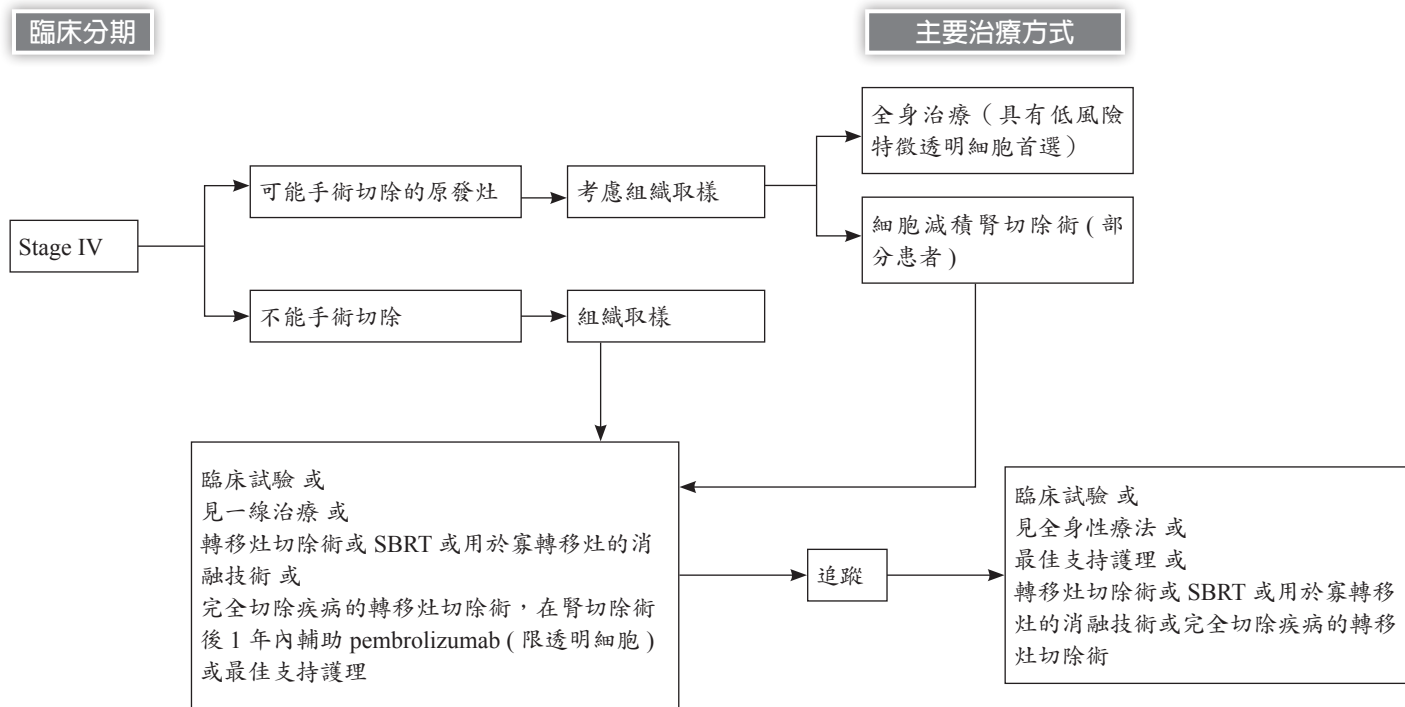 臨床分期
主要治療方式
全身治療（具有低風險
特徵透明細胞首選）
可能手術切除的原發灶
考慮組織取樣
細胞減積腎切除術 ( 部
分患者 )
Stage IV
不能手術切除
組織取樣
臨床試驗 或
見一線治療 或
轉移灶切除術或 SBRT 或用於寡轉移灶的消
融技術 或
完全切除疾病的轉移灶切除術，在腎切除術
後 1 年內輔助 pembrolizumab ( 限透明細胞 )
或最佳支持護理
追蹤
臨床試驗 或
見全身性療法 或
最佳支持護理 或
轉移灶切除術或 SBRT 或用於寡轉移
灶的消融技術或完全切除疾病的轉移
灶切除術